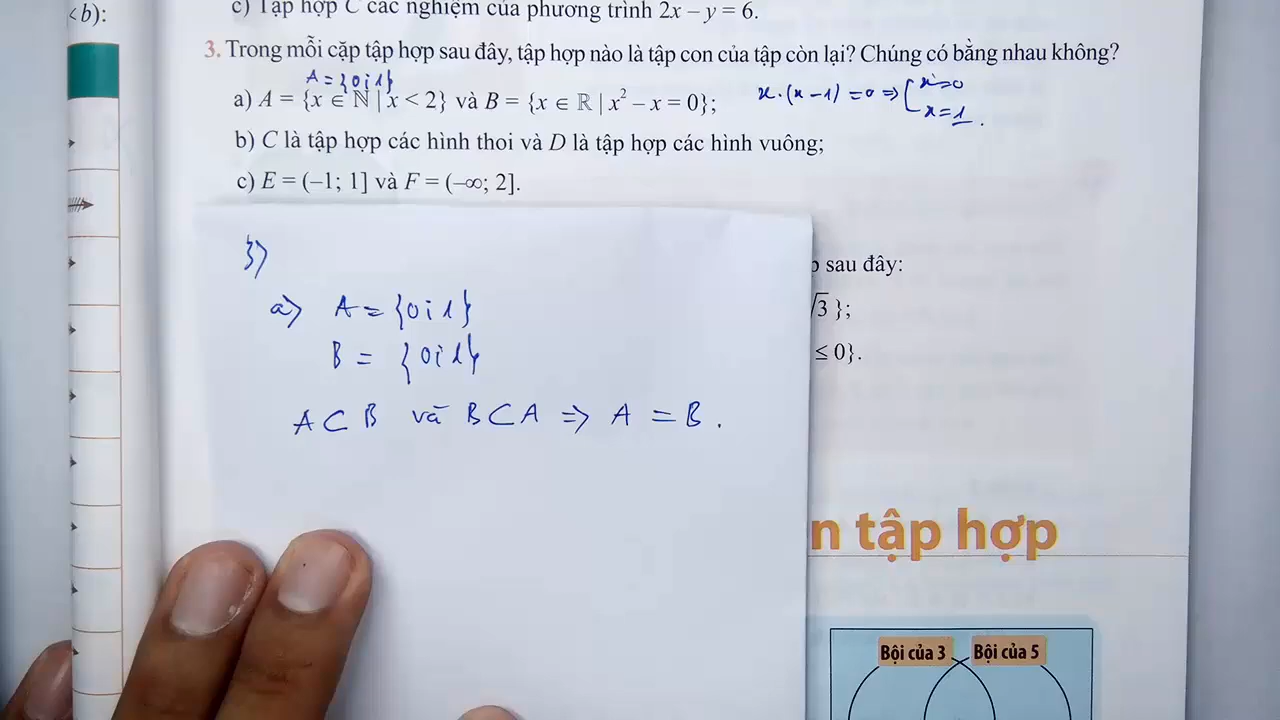 <b):
c) Tập hợp C các nghiệm của phương trình 2x – y = 6.
3. Trong mỗi cặp tập hợp sau đây, tập hợp nào là tập con của tập còn lại? Chúng có bằng nhau không?
A = {0;1}
a) A = {x ∈ ℕ | x < 2} và B = {x ∈ ℝ | x² – x = 0}; x.(x–1) =0 => [x=0
x=1.
b) C là tập hợp các hình thoi và D là tập hợp các hình vuông;
c) E = (–1; 1] và F = (–∞; 2].
3)
sau đây:
a) A = {0;1}
√3};
B = {0;1}
≤ 0}.
A⊂B và B⊂A => A = B.
n tập hợp
Bội của 3 Bội của 5